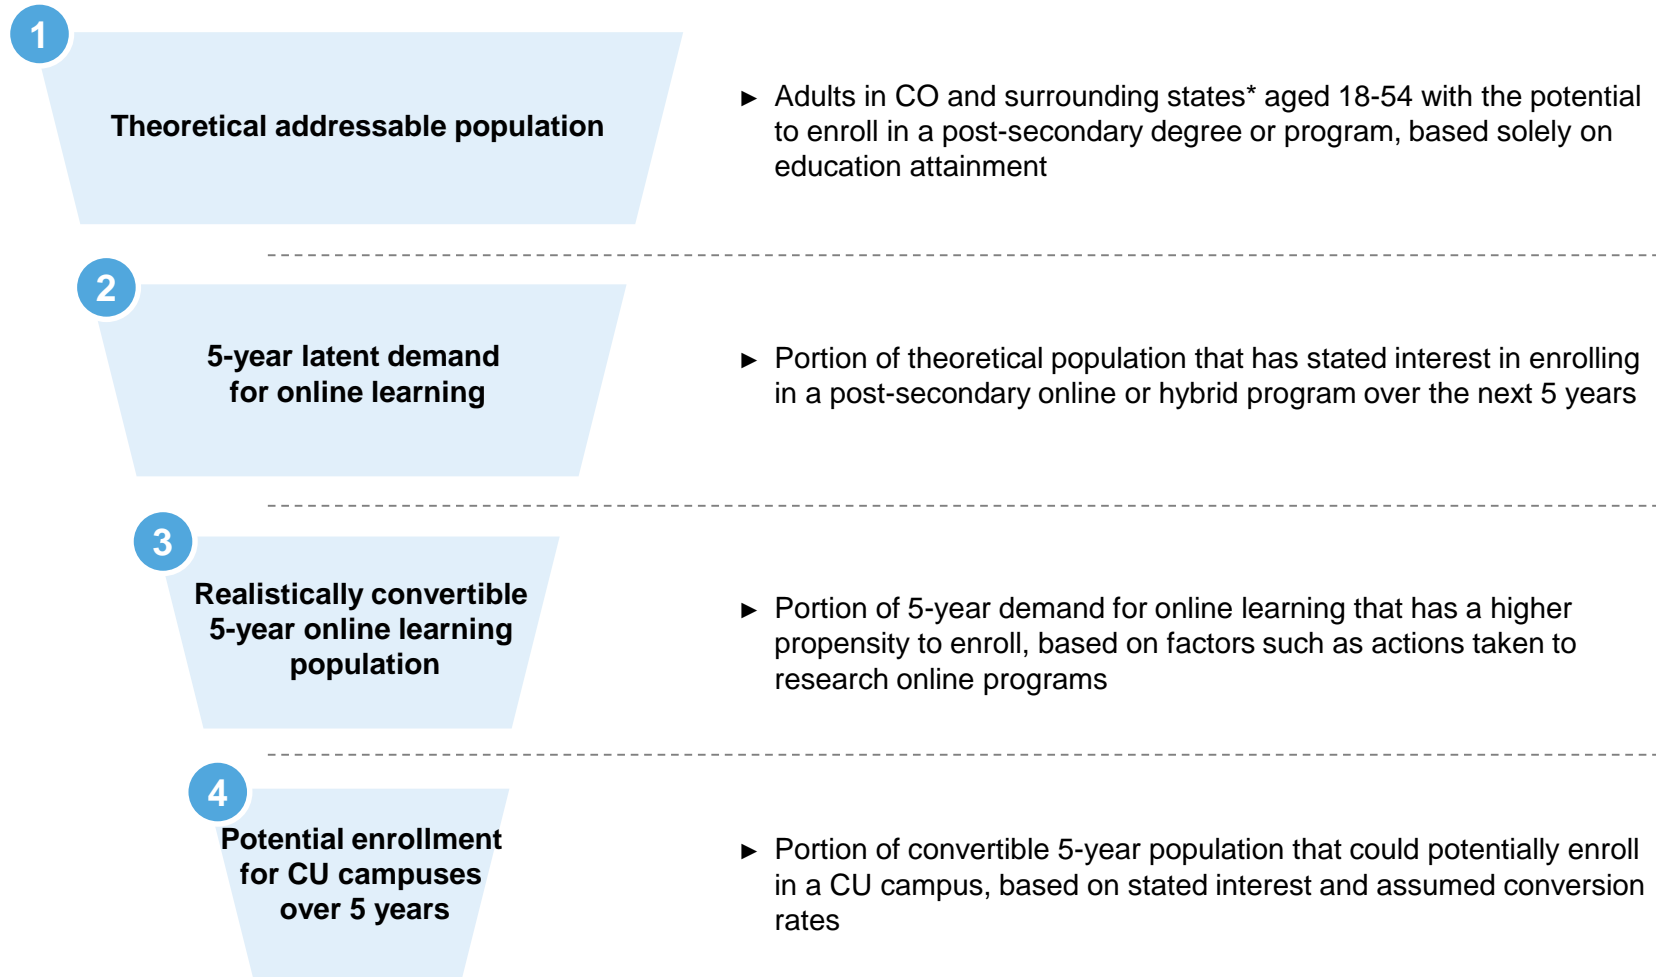 1
Theoretical addressable population
► Adults in CO and surrounding states* aged 18-54 with the potential
to enroll in a post-secondary degree or program, based solely on
education attainment
2
5-year latent demand
for online learning
► Portion of theoretical population that has stated interest in enrolling
in a post-secondary online or hybrid program over the next 5 years
3
Realistically convertible
5-year online learning
population
► Portion of 5-year demand for online learning that has a higher
propensity to enroll, based on factors such as actions taken to
research online programs
4
Potential enrollment
for CU campuses
over 5 years
► Portion of convertible 5-year population that could potentially enroll
in a CU campus, based on stated interest and assumed conversion
rates